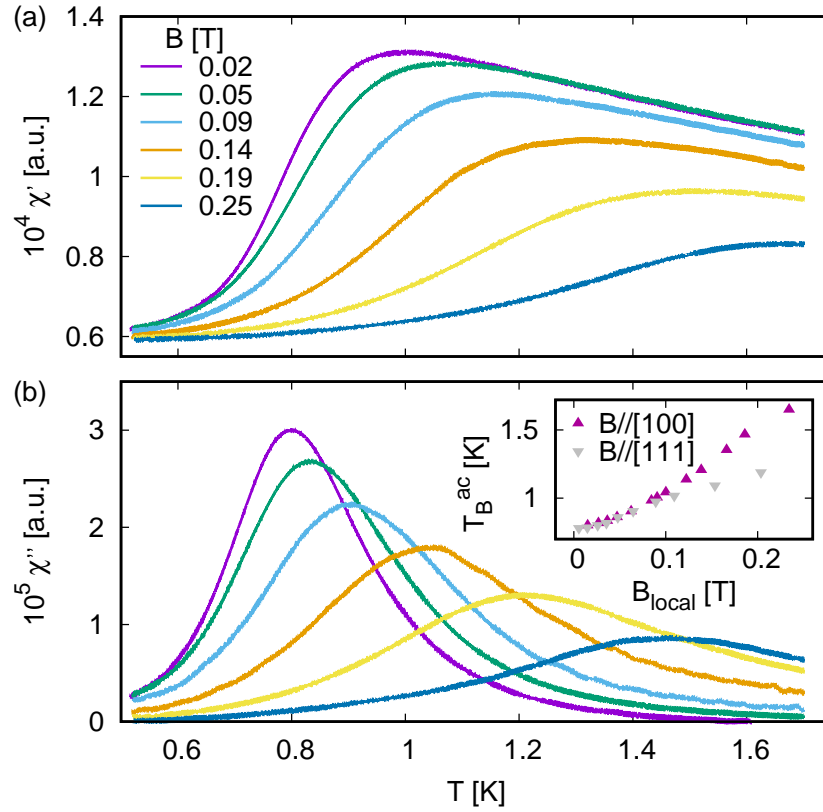 (a)
B [T]
0.02
0.05
0.09
0.14
0.19
0.25
1.4
1.2
1
0.8
0.6
10⁴ χ' [a.u.]
(b)
3
2
1
0
10⁵ χ'' [a.u.]
B//[100]
B//[111]
1.5
1
T_B^ac [K]
0 0.1 0.2
B_local [T]
0.6 0.8 1 1.2 1.4 1.6
T [K]